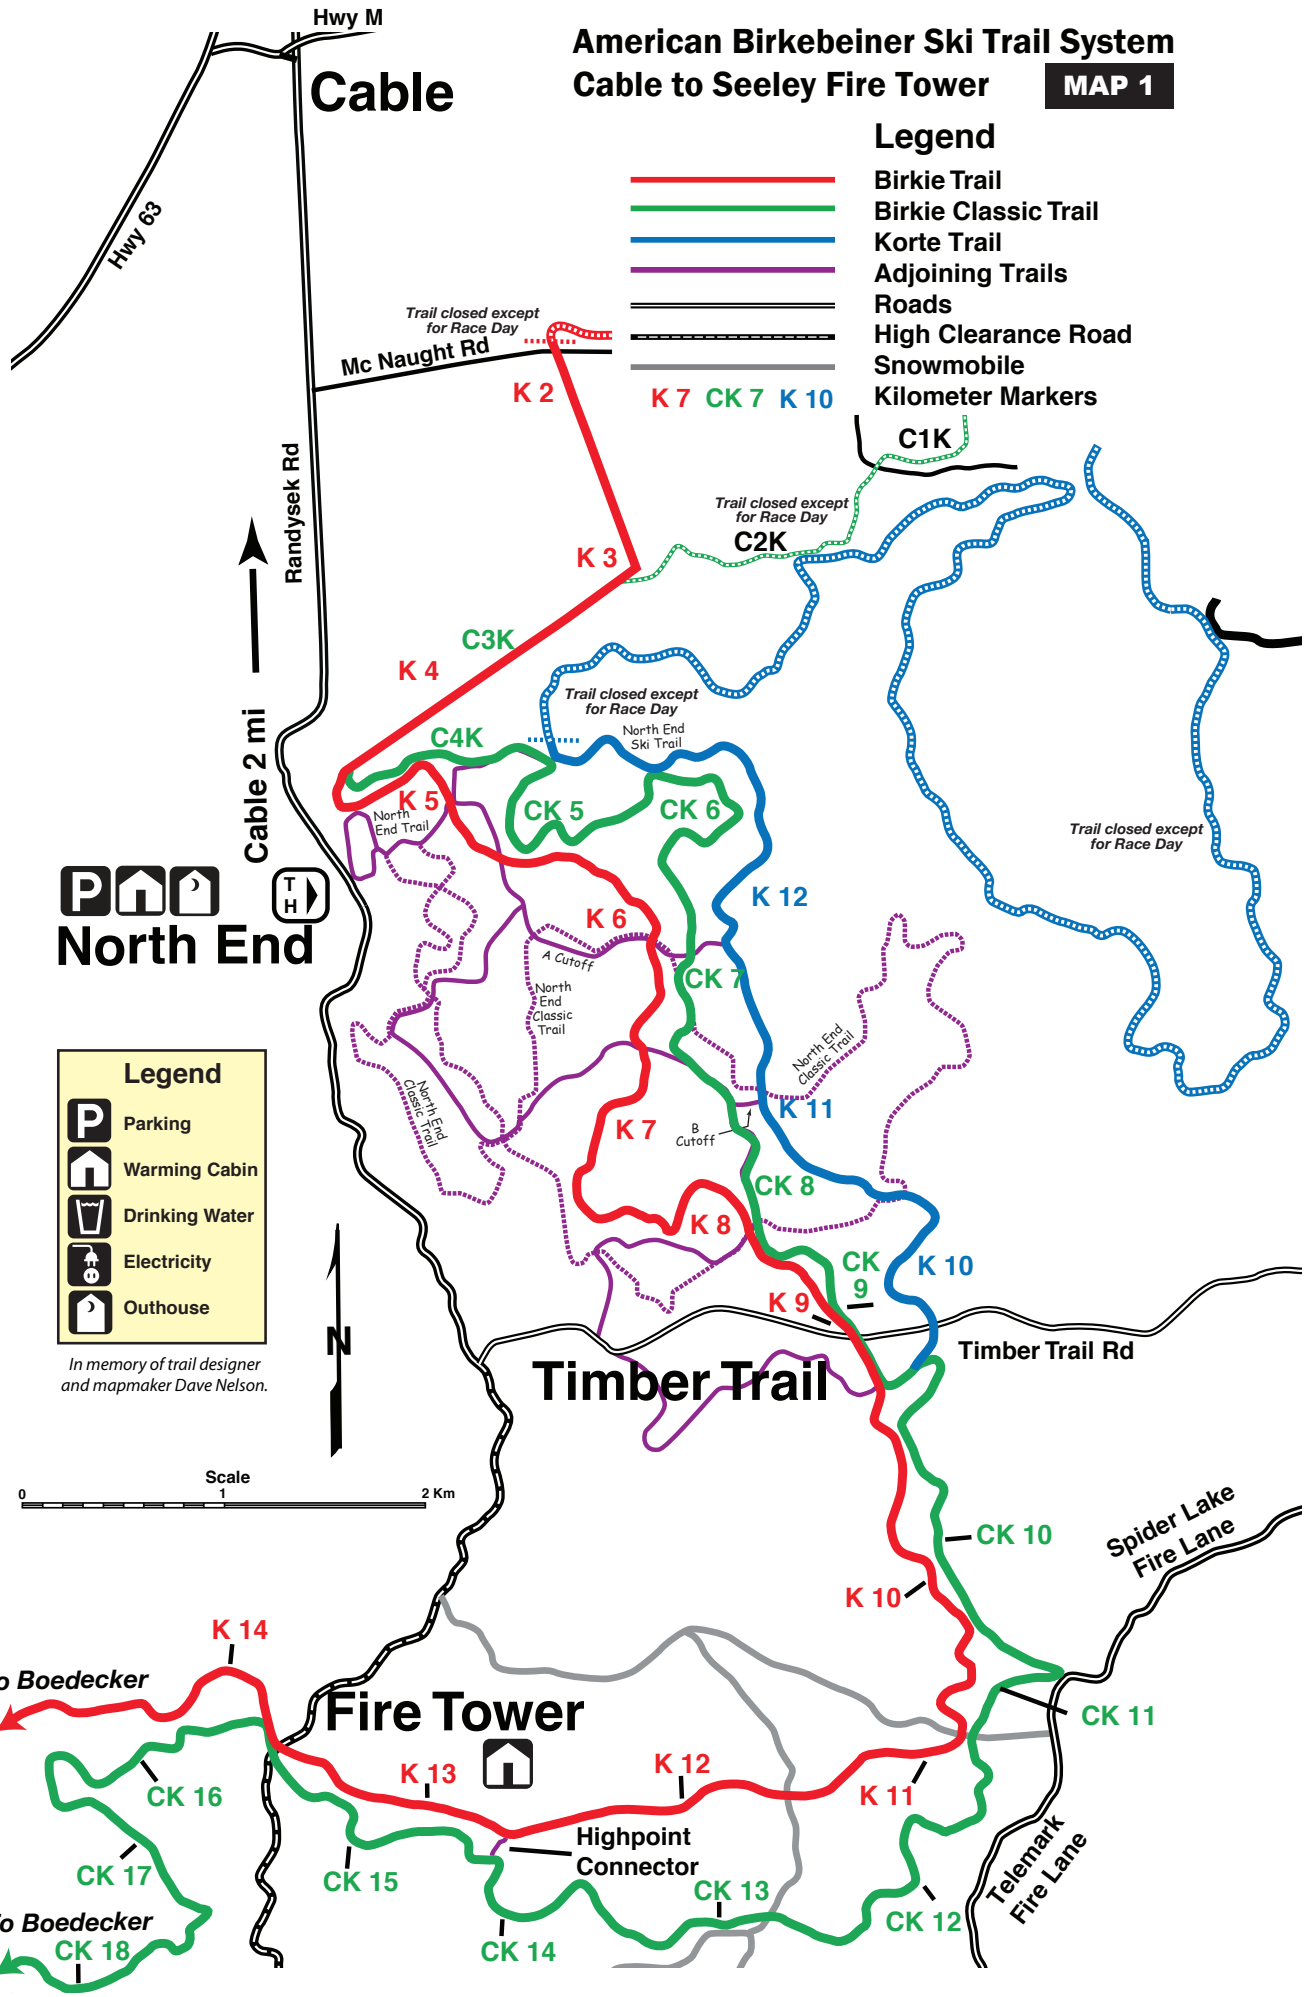 Hwy M
American Birkebeiner Ski Trail System
Cable to Seeley Fire Tower
MAP 1
Cable
Legend
Birkie Trail
Birkie Classic Trail
Korte Trail
Adjoining Trails
Roads
High Clearance Road
Snowmobile
K 7 CK 7 K 10 Kilometer Markers
Hwy 63
Trail closed except
for Race Day
Mc Naught Rd
K 2
C1K
Randysek Rd
Trail closed except
for Race Day
C2K
K 3
C3K
K 4
Trail closed except
for Race Day
North End
Ski Trail
C4K
Cable 2 mi
K 5
North
End Trail
CK 5
CK 6
Trail closed except
for Race Day
P
T
H
North End
K 12
K 6
A Cutoff
CK 7
North
End
Classic
Trail
North End
Classic Trail
North End
Classic Trail
Legend
P Parking
Warming Cabin
Drinking Water
Electricity
Outhouse
K 11
K 7
B
Cutoff
CK 8
K 8
CK
9
K 10
K 9
N
Timber Trail Rd
In memory of trail designer
and mapmaker Dave Nelson.
Timber Trail
Scale
0 1 2 Km
Spider Lake
Fire Lane
CK 10
K 10
K 14
o Boedecker
Fire Tower
CK 11
K 13
K 12
K 11
CK 16
Highpoint
Connector
CK 17
CK 15
CK 13
Telemark
Fire Lane
CK 12
o Boedecker
CK 18
CK 14